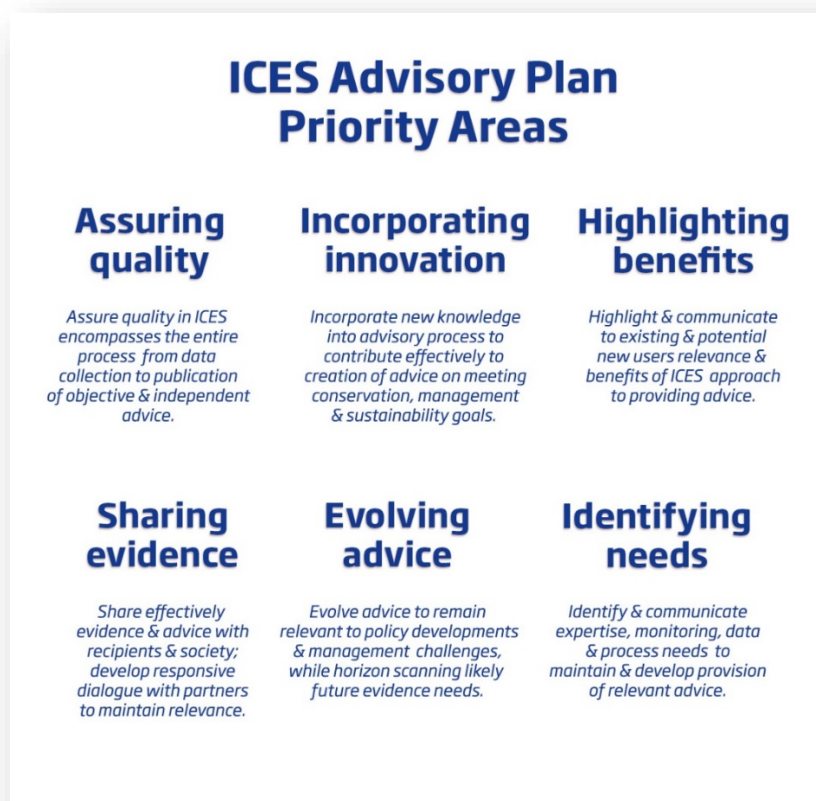 ICES Advisory Plan
Priority Areas
Assuring
quality
Assure quality in ICES
encompasses the entire
process from data
collection to publication
of objective & independent
advice.
Incorporating
innovation
Incorporate new knowledge
into advisory process to
contribute effectively to
creation of advice on meeting
conservation, management
& sustainability goals.
Highlighting
benefits
Highlight & communicate
to existing & potential
new users relevance &
benefits of ICES approach
to providing advice.
Sharing
evidence
Share effectively
evidence & advice with
recipients & society;
develop responsive
dialogue with partners
to maintain relevance.
Evolving
advice
Evolve advice to remain
relevant to policy developments
& management challenges,
while horizon scanning likely
future evidence needs.
Identifying
needs
Identify & communicate
expertise, monitoring, data
& process needs to
maintain & develop provision
of relevant advice.